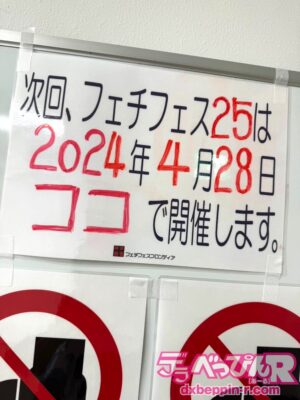 次回、フェチフェス25は
2024年4月28日
ココで開催します。
フェチフェスフロンティア
デラべっぴんR
dxbeppin-r.com